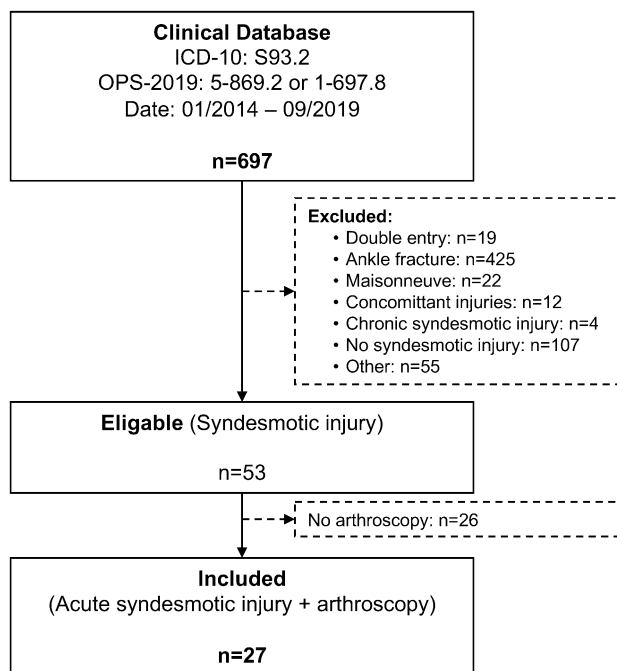 Clinical Database
ICD-10: S93.2
OPS-2019: 5-869.2 or 1-697.8
Date: 01/2014 – 09/2019
n=697
Excluded:
• Double entry: n=19
• Ankle fracture: n=425
• Maisonneuve: n=22
• Concomittant injuries: n=12
• Chronic syndesmotic injury: n=4
• No syndesmotic injury: n=107
• Other: n=55
Eligable (Syndesmotic injury)
n=53
No arthroscopy: n=26
Included
(Acute syndesmotic injury + arthroscopy)
n=27